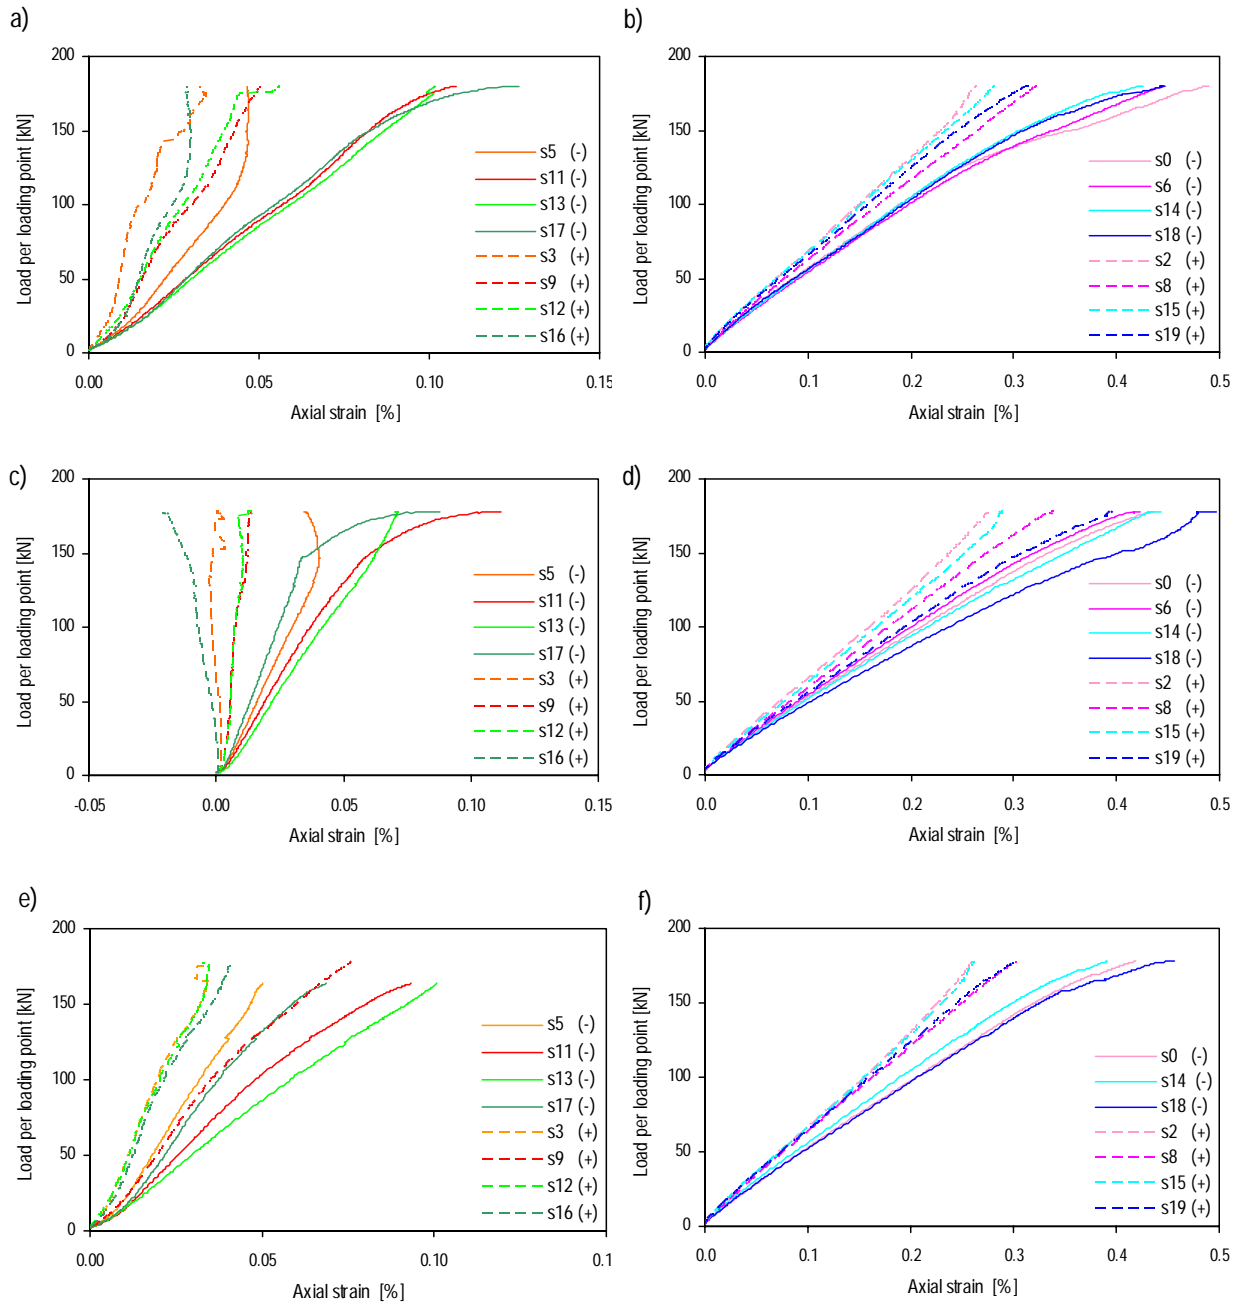 a)
200
150
100
50
0
Load per loading point [kN]
s5 (-)
s11 (-)
s13 (-)
s17 (-)
s3 (+)
s9 (+)
s12 (+)
s16 (+)
0.00 0.05 0.10 0.15
Axial strain [%]
b)
200
150
100
50
0
Load per loading point [kN]
s0 (-)
s6 (-)
s14 (-)
s18 (-)
s2 (+)
s8 (+)
s15 (+)
s19 (+)
0.0 0.1 0.2 0.3 0.4 0.5
Axial strain [%]
c)
200
150
100
50
0
Load per loading point [kN]
s5 (-)
s11 (-)
s13 (-)
s17 (-)
s3 (+)
s9 (+)
s12 (+)
s16 (+)
-0.05 0.00 0.05 0.10 0.15
Axial strain [%]
d)
200
150
100
50
0
Load per loading point [kN]
s0 (-)
s6 (-)
s14 (-)
s18 (-)
s2 (+)
s8 (+)
s15 (+)
s19 (+)
0.0 0.1 0.2 0.3 0.4 0.5
Axial strain [%]
e)
200
150
100
50
0
Load per loading point [kN]
s5 (-)
s11 (-)
s13 (-)
s17 (-)
s3 (+)
s9 (+)
s12 (+)
s16 (+)
0.00 0.05 0.10 0.1
Axial strain [%]
f)
200
150
100
50
0
Load per loading point [kN]
s0 (-)
s14 (-)
s18 (-)
s2 (+)
s8 (+)
s15 (+)
s19 (+)
0.0 0.1 0.2 0.3 0.4 0.5
Axial strain [%]